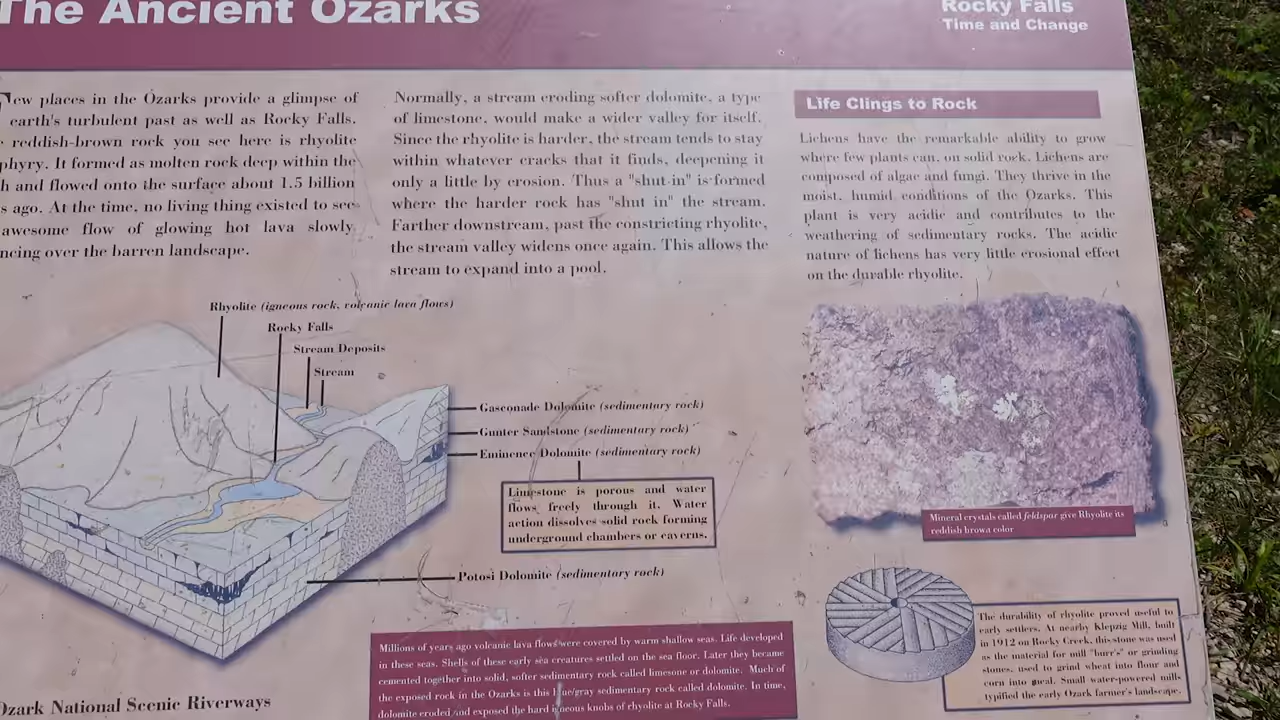 The Ancient Ozarks
Rocky Falls
Time and Change
Few places in the Ozarks provide a glimpse of
earth's turbulent past as well as Rocky Falls.
reddish-brown rock you see here is rhyolite
phyry. It formed as molten rock deep within the
h and flowed onto the surface about 1.5 billion
s ago. At the time, no living thing existed to see
awesome flow of glowing hot lava slowly
ncing over the barren landscape.
Normally, a stream eroding softer dolomite, a type
of limestone, would make a wider valley for itself.
Since the rhyolite is harder, the stream tends to stay
within whatever cracks that it finds, deepening it
only a little by erosion. Thus a "shut-in" is formed
where the harder rock has "shut in" the stream.
Farther downstream, past the constricting rhyolite,
the stream valley widens once again. This allows the
stream to expand into a pool.
Life Clings to Rock
Lichens have the remarkable ability to grow
where few plants can, on solid rock. Lichens are
composed of algae and fungi. They thrive in the
moist, humid conditions of the Ozarks. This
plant is very acidic and contributes to the
weathering of sedimentary rocks. The acidic
nature of lichens has very little erosional effect
on the durable rhyolite.
Rhyolite (igneous rock, volcanic lava flows)
Rocky Falls
Stream Deposits
Stream
Gasconade Dolomite (sedimentary rock)
Gunter Sandstone (sedimentary rock)
Eminence Dolomite (sedimentary rock)
Limestone is porous and water
flows freely through it. Water
action dissolves solid rock forming
underground chambers or caverns.
Potosi Dolomite (sedimentary rock)
Mineral crystals called feldspar give Rhyolite its
reddish brown color
The durability of rhyolite proved useful to
early settlers. At nearby Klepzig Mill, built
in 1912 on Rocky Creek, this stone was used
as the material for mill "burr's" or grinding
stones, used to grind wheat into flour and
corn into meal. Small water-powered mills
typified the early Ozark farmer's landscape.
Millions of years ago volcanic lava flows were covered by warm shallow seas. Life developed
in these seas. Shells of these early sea creatures settled on the sea floor. Later they became
cemented together into solid, softer sedimentary rock called limesone or dolomite. Much of
the exposed rock in the Ozarks is this blue/gray sedimentary rock called dolomite. In time,
dolomite eroded and exposed the hard igneous knobs of rhyolite at Rocky Falls.
Ozark National Scenic Riverways